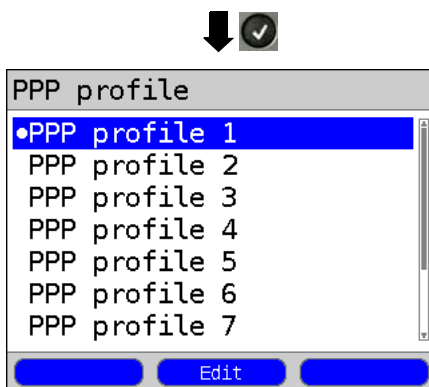 PPP profile
•PPP profile 1
PPP profile 2
PPP profile 3
PPP profile 4
PPP profile 5
PPP profile 6
PPP profile 7
Edit